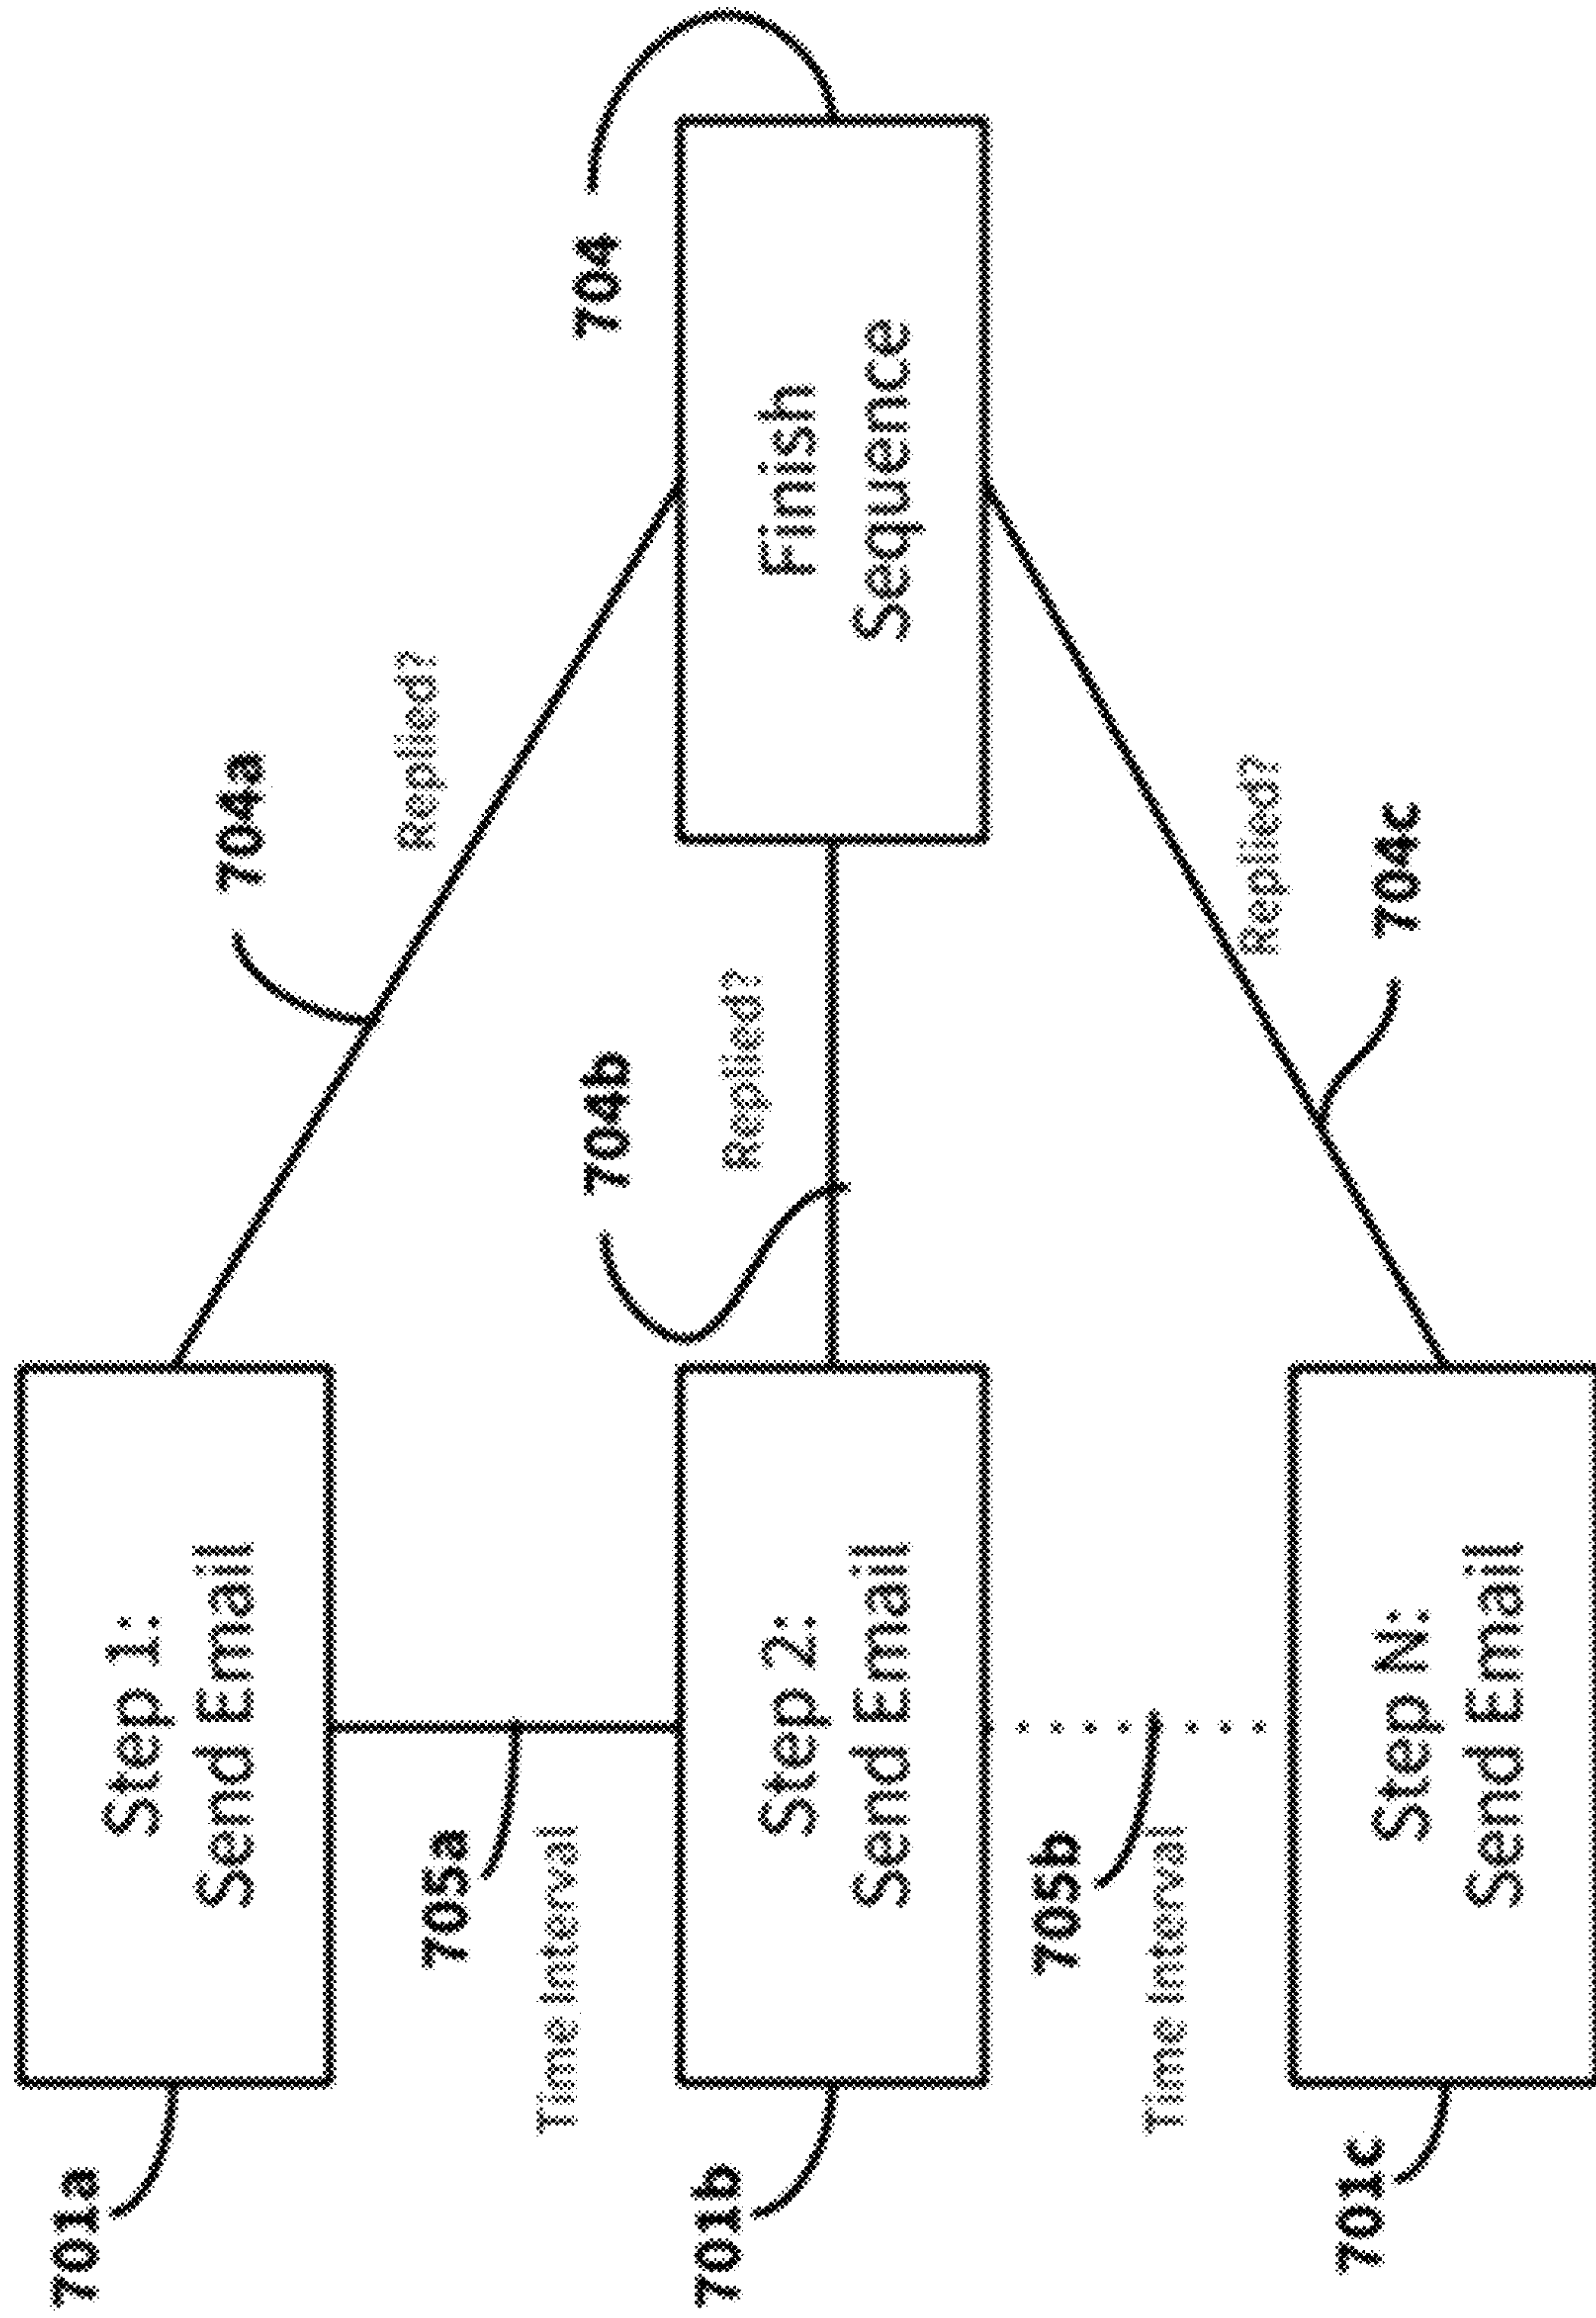 701a
Step 1:
Send Email
704a
Replied?
705a
Time Interval
704
704b
701b
Replied?
Step 2:
Send Email
Finish
Sequence
705b
Time Interval
Replied?
701c
704c
Step N:
Send Email